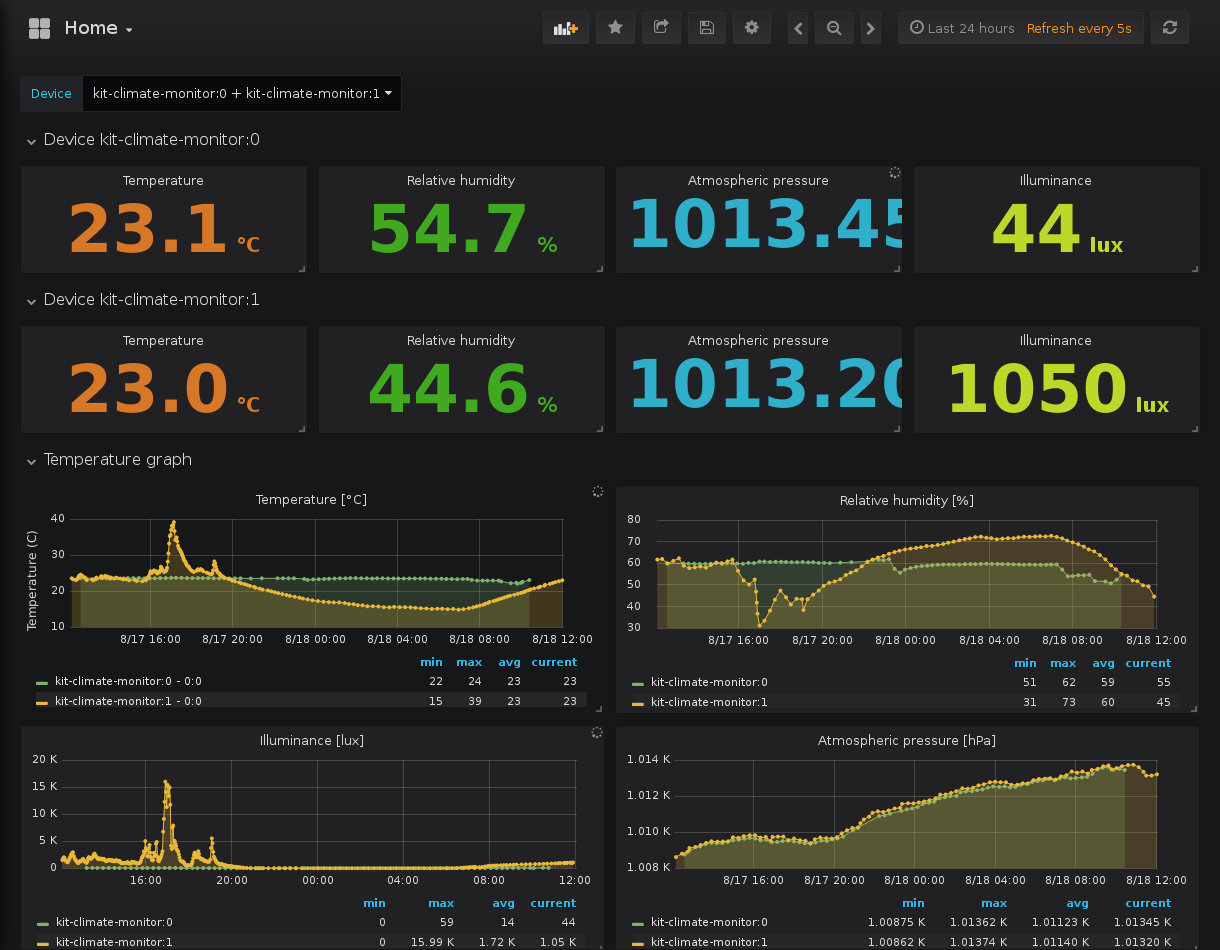 Home
Last 24 hours Refresh every 5s
Device kit-climate-monitor:0 + kit-climate-monitor:1
Device kit-climate-monitor:0
Temperature
23.1 °C
Relative humidity
54.7 %
Atmospheric pressure
1013.45
Illuminance
44 lux
Device kit-climate-monitor:1
Temperature
23.0 °C
Relative humidity
44.6 %
Atmospheric pressure
1013.20
Illuminance
1050 lux
Temperature graph
Temperature [°C]
Temperature (C)
40
30
20
10
8/17 16:00 8/17 20:00 8/18 00:00 8/18 04:00 8/18 08:00 8/18 12:00
min max avg current
kit-climate-monitor:0 - 0:0 22 24 23 23
kit-climate-monitor:1 - 0:0 15 39 23 23
Relative humidity [%]
80
70
60
50
40
30
8/17 16:00 8/17 20:00 8/18 00:00 8/18 04:00 8/18 08:00 8/18 12:00
min max avg current
kit-climate-monitor:0 51 62 59 55
kit-climate-monitor:1 31 73 60 45
Illuminance [lux]
20 K
15 K
10 K
5 K
0
16:00 20:00 00:00 04:00 08:00 12:00
min max avg current
kit-climate-monitor:0 0 59 14 44
kit-climate-monitor:1 0 15.99 K 1.72 K 1.05 K
Atmospheric pressure [hPa]
1.014 K
1.012 K
1.010 K
1.008 K
8/17 16:00 8/17 20:00 8/18 00:00 8/18 04:00 8/18 08:00 8/18 12:00
min max avg current
kit-climate-monitor:0 1.00875 K 1.01362 K 1.01123 K 1.01345 K
kit-climate-monitor:1 1.00862 K 1.01374 K 1.01140 K 1.01320 K